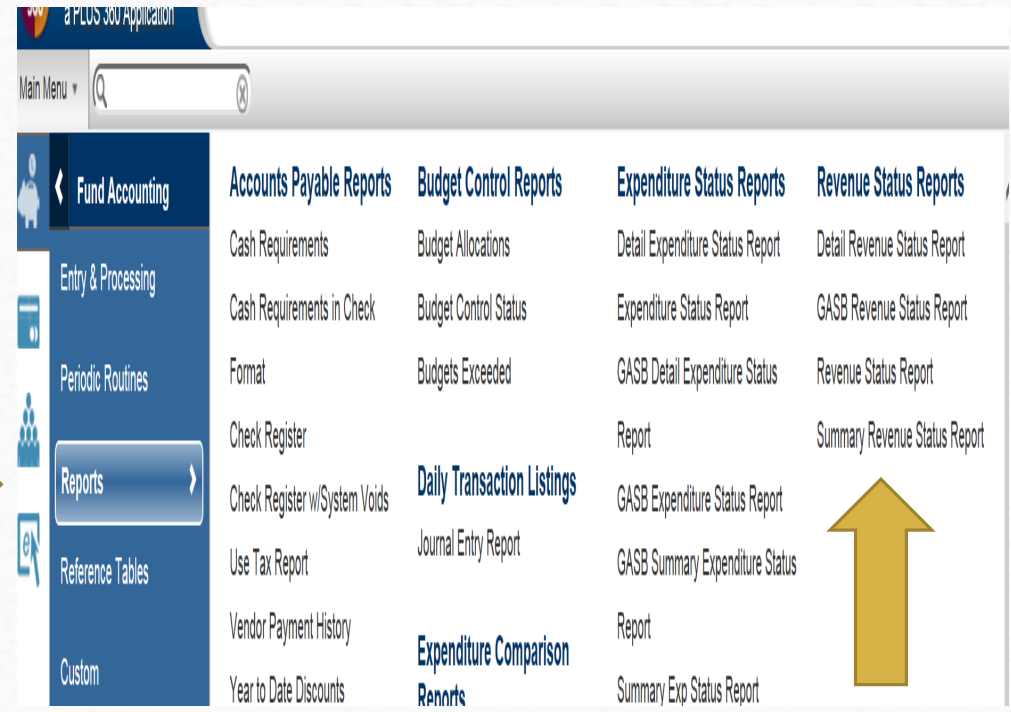 a PLUS 360 Application
Main Menu
Fund Accounting
Entry & Processing
Periodic Routines
Reports
Reference Tables
Custom
Accounts Payable Reports
Cash Requirements
Cash Requirements in Check
Format
Check Register
Check Register w/System Voids
Use Tax Report
Vendor Payment History
Year to Date Discounts
Budget Control Reports
Budget Allocations
Budget Control Status
Budgets Exceeded
Daily Transaction Listings
Journal Entry Report
Expenditure Comparison
Reports
Expenditure Status Reports
Detail Expenditure Status Report
Expenditure Status Report
GASB Detail Expenditure Status
Report
GASB Expenditure Status Report
GASB Summary Expenditure Status
Report
Summary Exp Status Report
Revenue Status Reports
Detail Revenue Status Report
GASB Revenue Status Report
Revenue Status Report
Summary Revenue Status Report